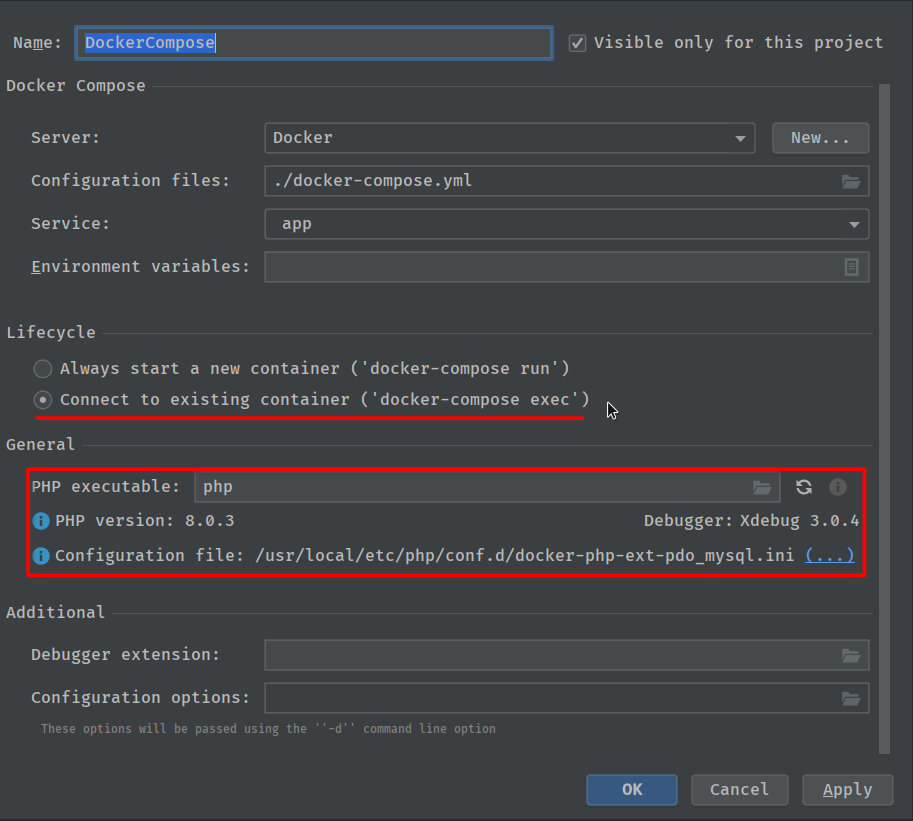 Name: DockerCompose Visible only for this project
Docker Compose
Server: Docker New...
Configuration files: ./docker-compose.yml
Service: app
Environment variables:
Lifecycle
Always start a new container ('docker-compose run')
Connect to existing container ('docker-compose exec')
General
PHP executable: php
PHP version: 8.0.3 Debugger: Xdebug 3.0.4
Configuration file: /usr/local/etc/php/conf.d/docker-php-ext-pdo_mysql.ini (...)
Additional
Debugger extension:
Configuration options:
These options will be passed using the ''-d'' command line option
OK Cancel Apply